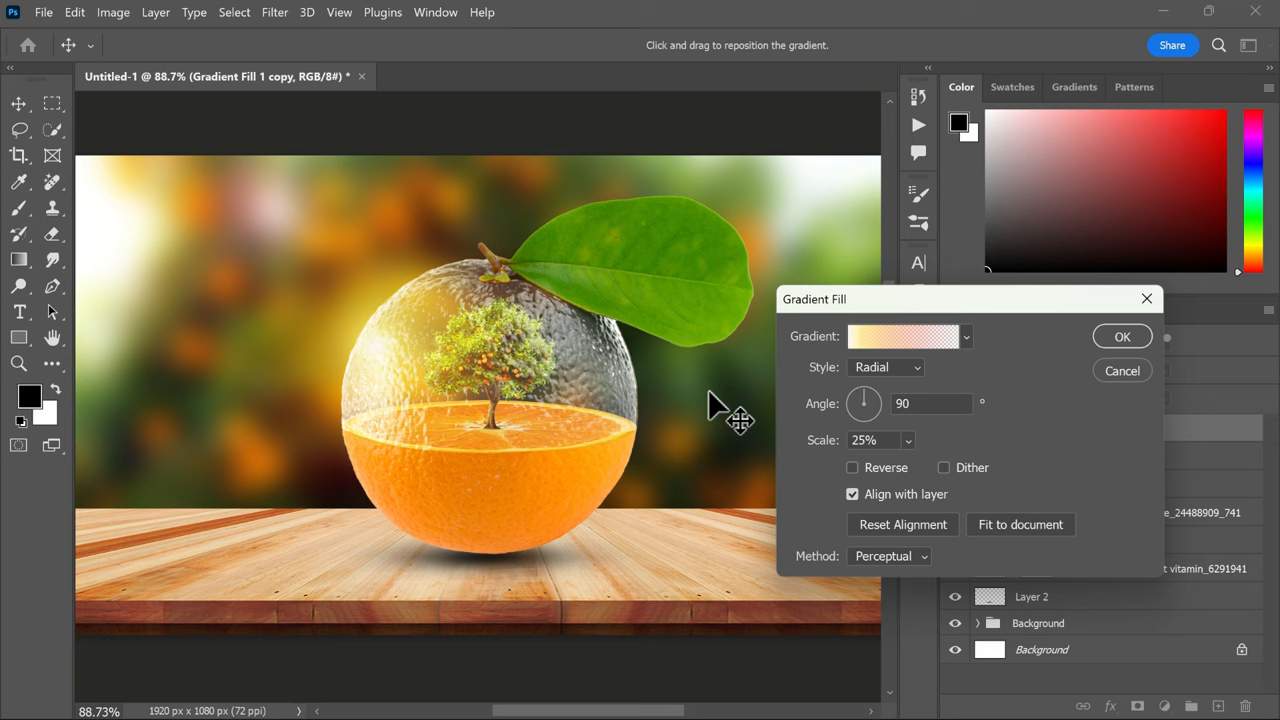 Ps File Edit Image Layer Type Select Filter 3D View Plugins Window Help
Click and drag to reposition the gradient.
Share
Untitled-1 @ 88.7% (Gradient Fill 1 copy, RGB/8#) *
Color Swatches Gradients Patterns
Gradient Fill
Gradient:
OK
Style: Radial
Cancel
Angle: 90 °
Scale: 25%
Reverse Dither
Align with layer
Reset Alignment Fit to document
Method: Perceptual
e_24488909_741
t vitamin_6291941
Layer 2
Background
Background
88.73% 1920 px x 1080 px (72 ppi)